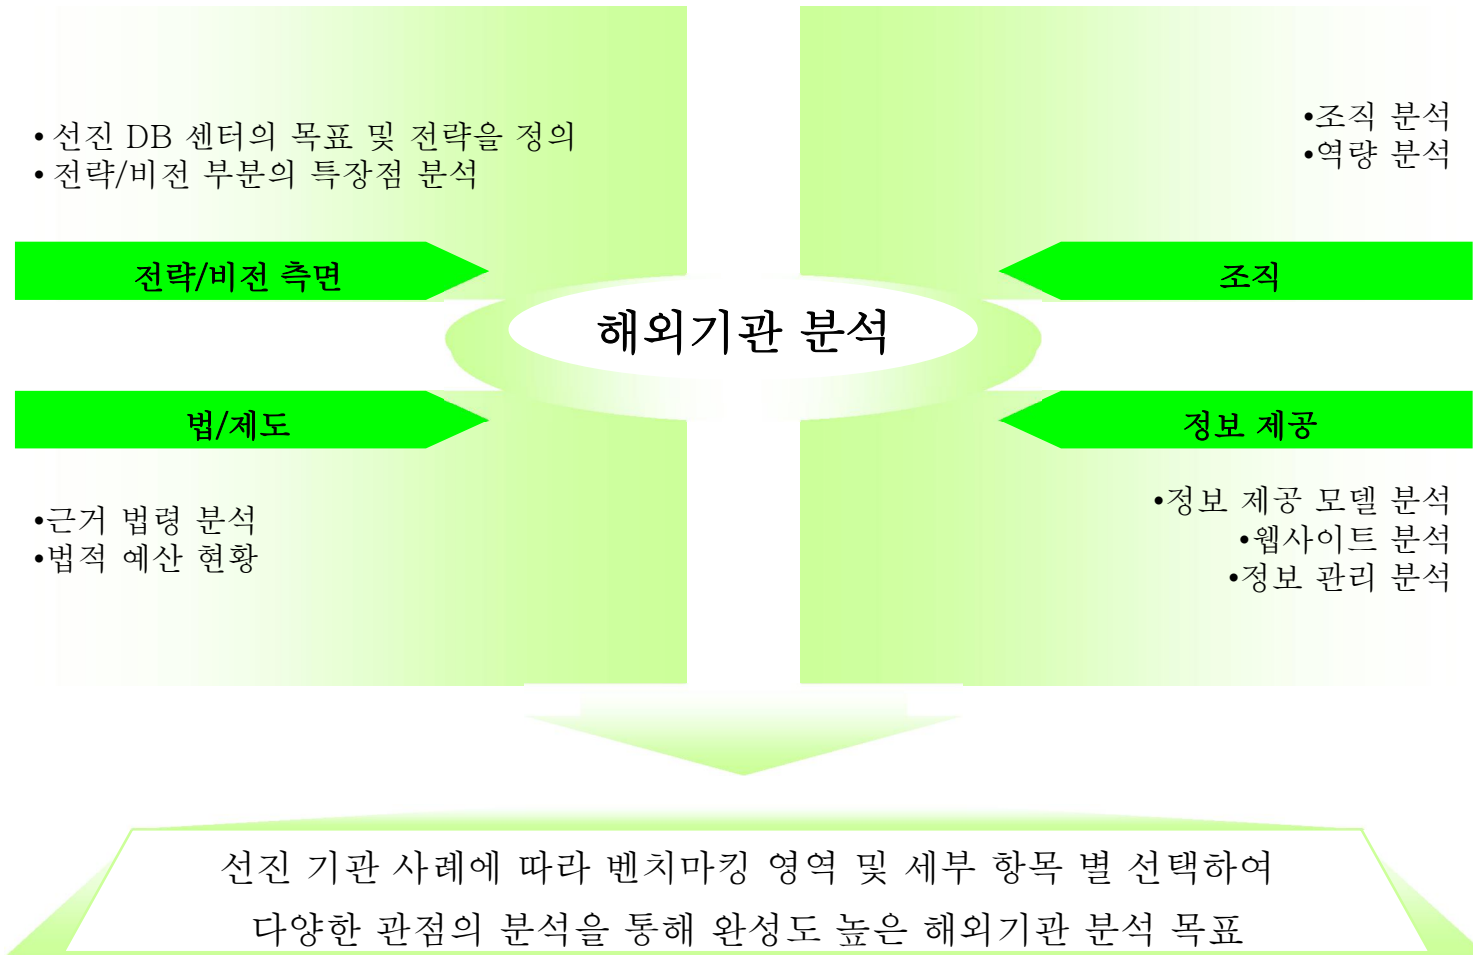 • 선진 DB 센터의 목표 및 전략을 정의
• 전략/비전 부분의 특장점 분석
전략/비전 측면
•조직 분석
•역량 분석
조직
해외기관 분석
법/제도
•근거 법령 분석
•법적 예산 현황
정보 제공
•정보 제공 모델 분석
•웹사이트 분석
•정보 관리 분석
선진 기관 사례에 따라 벤치마킹 영역 및 세부 항목 별 선택하여
다양한 관점의 분석을 통해 완성도 높은 해외기관 분석 목표